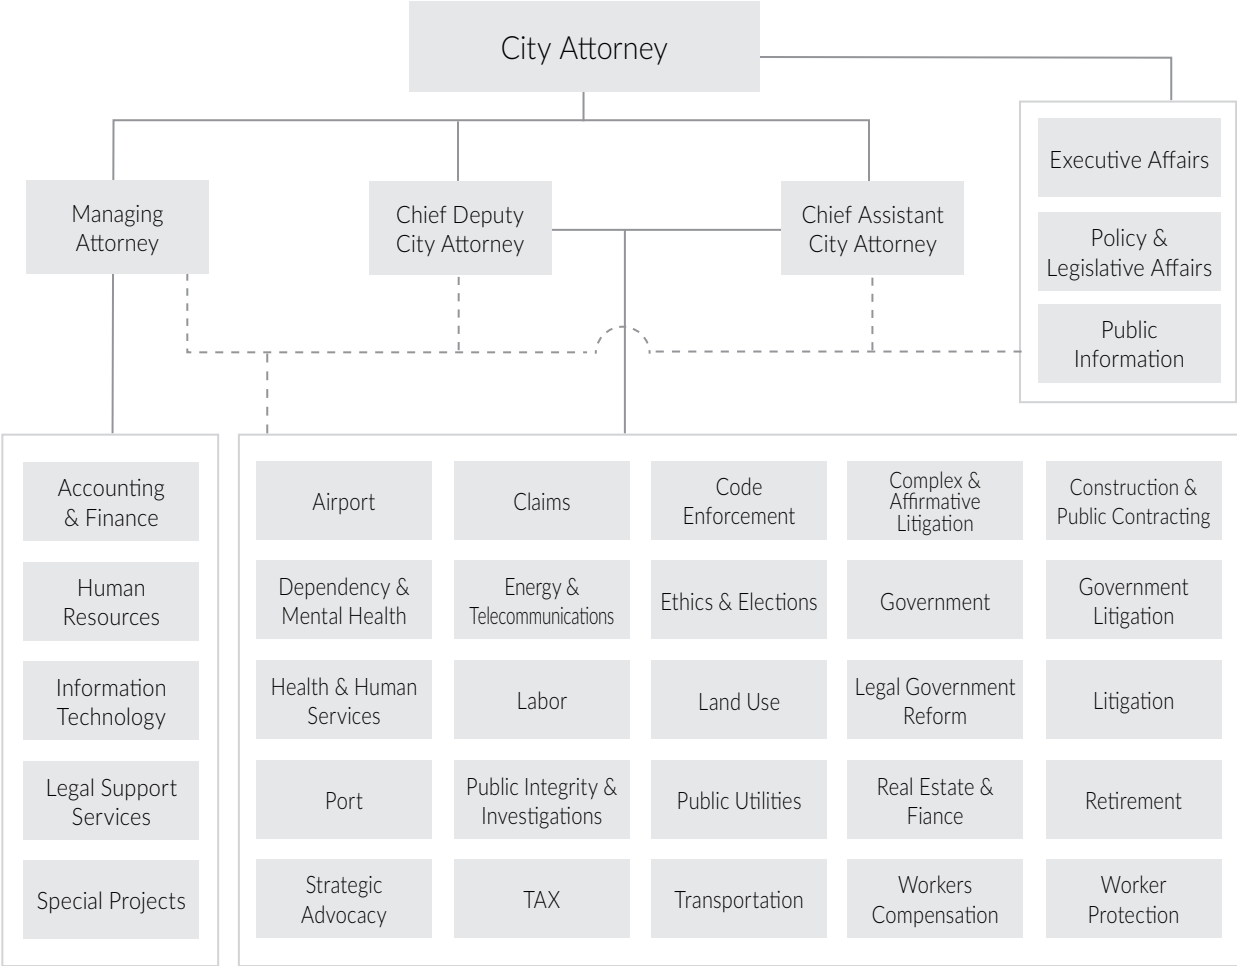 City Attorney
Executive Affairs
Policy &
Legislative Affairs
Public
Information
Managing
Attorney
Chief Deputy
City Attorney
Chief Assistant
City Attorney
Accounting
& Finance
Human
Resources
Information
Technology
Legal Support
Services
Special Projects
Airport
Claims
Code
Enforcement
Complex &
Affirmative
Litigation
Construction &
Public Contracting
Dependency &
Mental Health
Energy &
Telecommunications
Ethics & Elections
Government
Government
Litigation
Health & Human
Services
Labor
Land Use
Legal Government
Reform
Litigation
Port
Public Integrity &
Investigations
Public Utilities
Real Estate &
Fiance
Retirement
Strategic
Advocacy
TAX
Transportation
Workers
Compensation
Worker
Protection